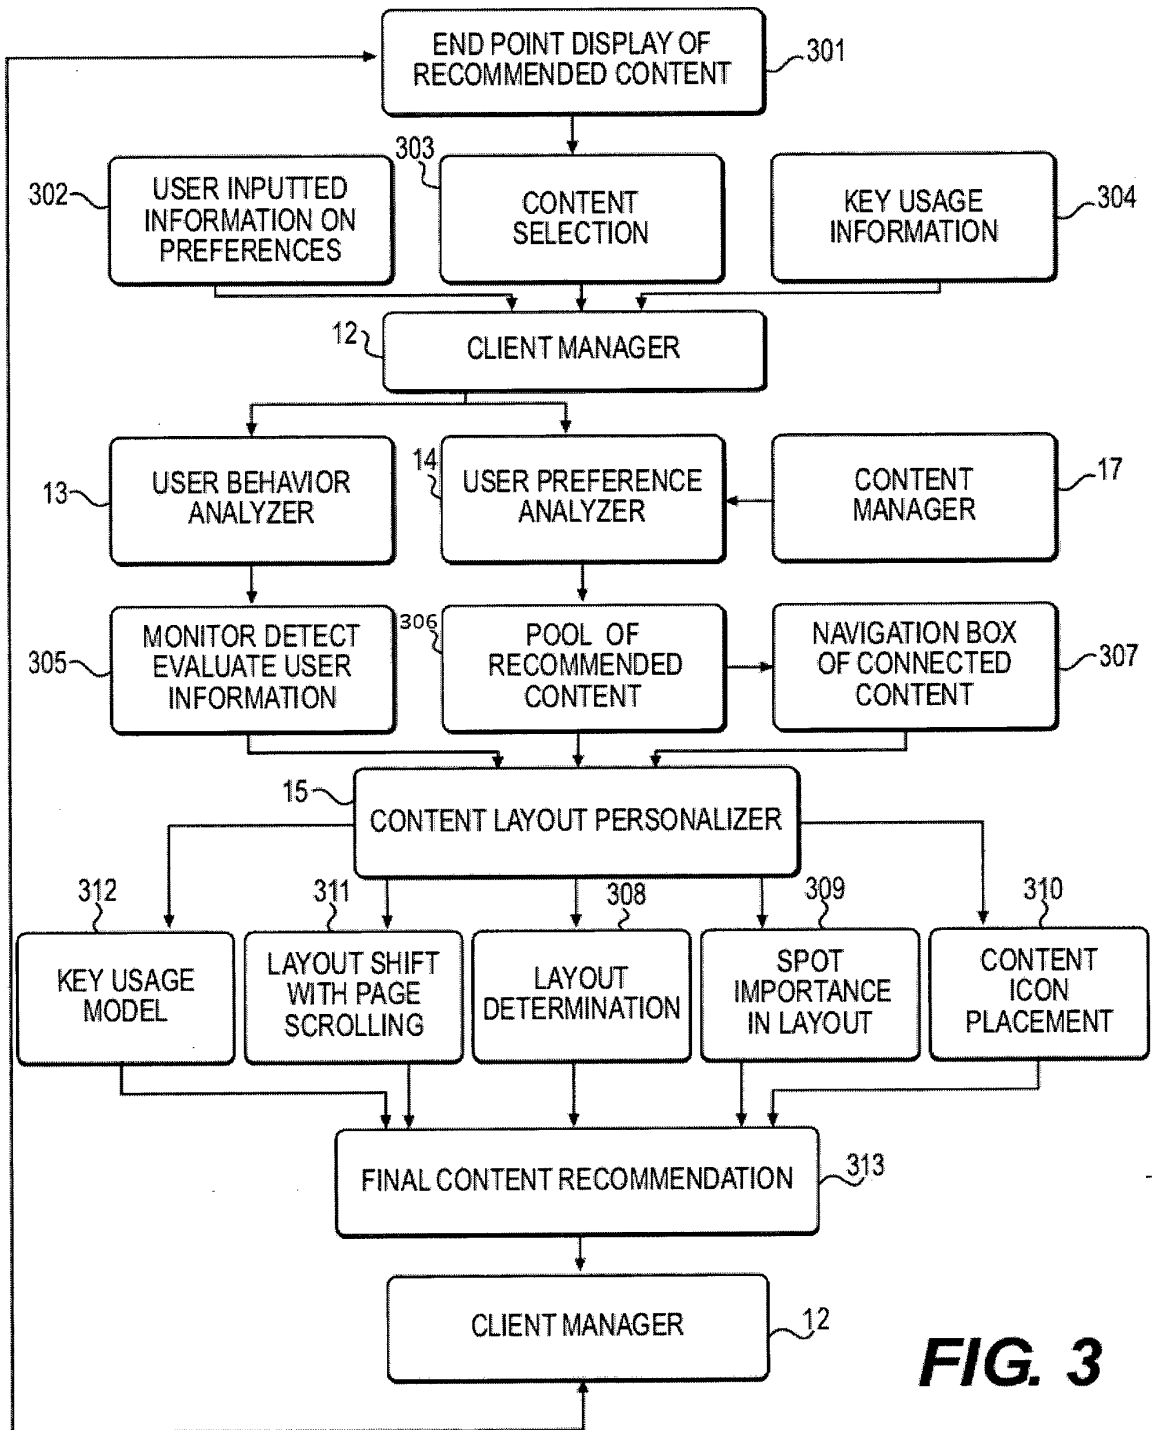 END POINT DISPLAY OF
RECOMMENDED CONTENT
301
302
USER INPUTTED
INFORMATION ON
PREFERENCES
303
CONTENT
SELECTION
KEY USAGE
INFORMATION
304
12
CLIENT MANAGER
13
USER BEHAVIOR
ANALYZER
14
USER PREFERENCE
ANALYZER
CONTENT
MANAGER
17
305
MONITOR DETECT
EVALUATE USER
INFORMATION
306
POOL OF
RECOMMENDED
CONTENT
NAVIGATION BOX
OF CONNECTED
CONTENT
307
15
CONTENT LAYOUT PERSONALIZER
312
KEY USAGE
MODEL
311
LAYOUT SHIFT
WITH PAGE
SCROLLING
308
LAYOUT
DETERMINATION
309
SPOT
IMPORTANCE
IN LAYOUT
310
CONTENT
ICON
PLACEMENT
FINAL CONTENT RECOMMENDATION
313
CLIENT MANAGER
12
FIG. 3